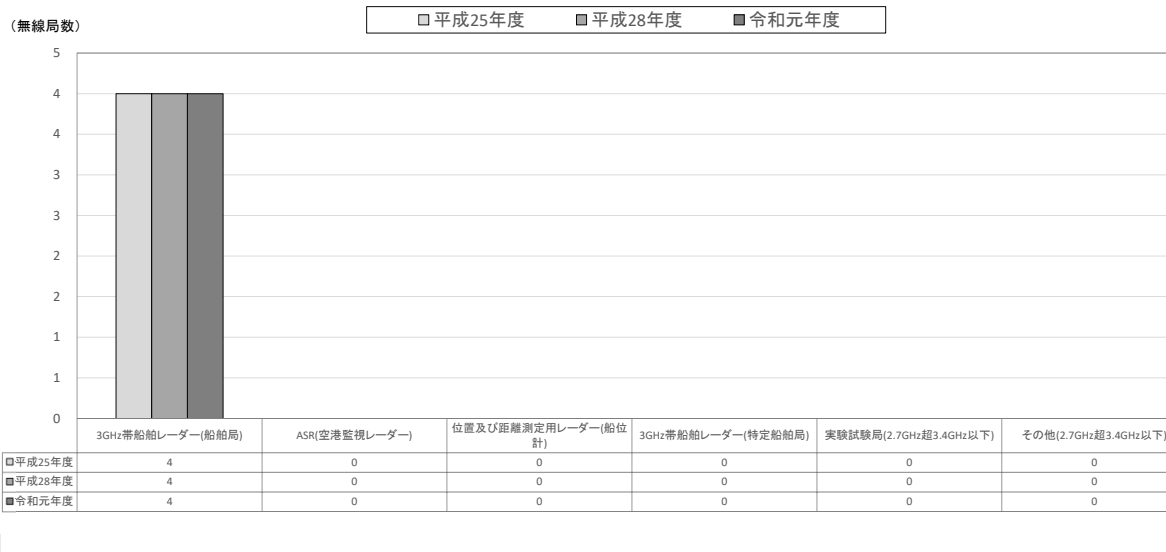 （無線局数）
平成25年度 平成28年度 令和元年度
5
4
4
3
3
2
2
1
1
0
3GHz帯船舶レーダー(船舶局) ASR(空港監視レーダー) 位置及び距離測定用レーダー(船位計) 3GHz帯船舶レーダー(特定船舶局) 実験試験局(2.7GHz超3.4GHz以下) その他(2.7GHz超3.4GHz以下)
平成25年度 4 0 0 0 0 0
平成28年度 4 0 0 0 0 0
令和元年度 4 0 0 0 0 0